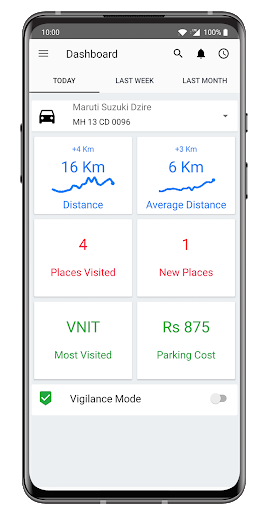 10:00
100%
Dashboard
TODAY LAST WEEK LAST MONTH
Maruti Suzuki Dzire
MH 13 CD 0096
+4 Km
16 Km
Distance
+3 Km
6 Km
Average Distance
4
Places Visited
1
New Places
VNIT
Most Visited
Rs 875
Parking Cost
Vigilance Mode